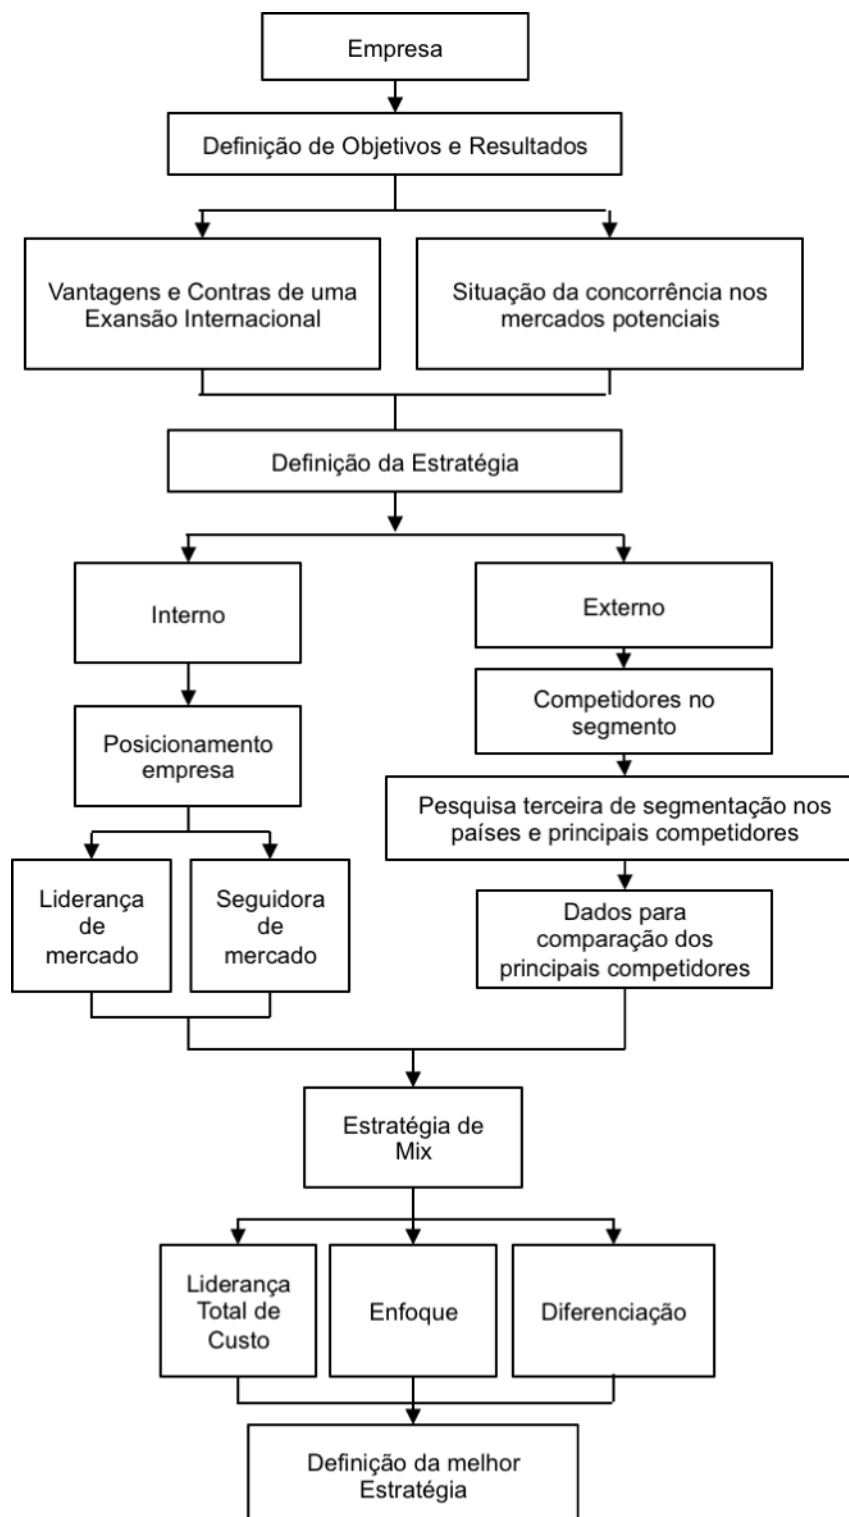 Empresa
Definição de Objetivos e Resultados
Vantagens e Contras de uma
Exansão Internacional
Situação da concorrência nos
mercados potenciais
Definição da Estratégia
Interno
Externo
Posicionamento
empresa
Competidores no
segmento
Pesquisa terceira de segmentação nos
países e principais competidores
Liderança
de
mercado
Seguidora
de
mercado
Dados para
comparação dos
principais competidores
Estratégia de
Mix
Liderança
Total de
Custo
Enfoque
Diferenciação
Definição da melhor
Estratégia